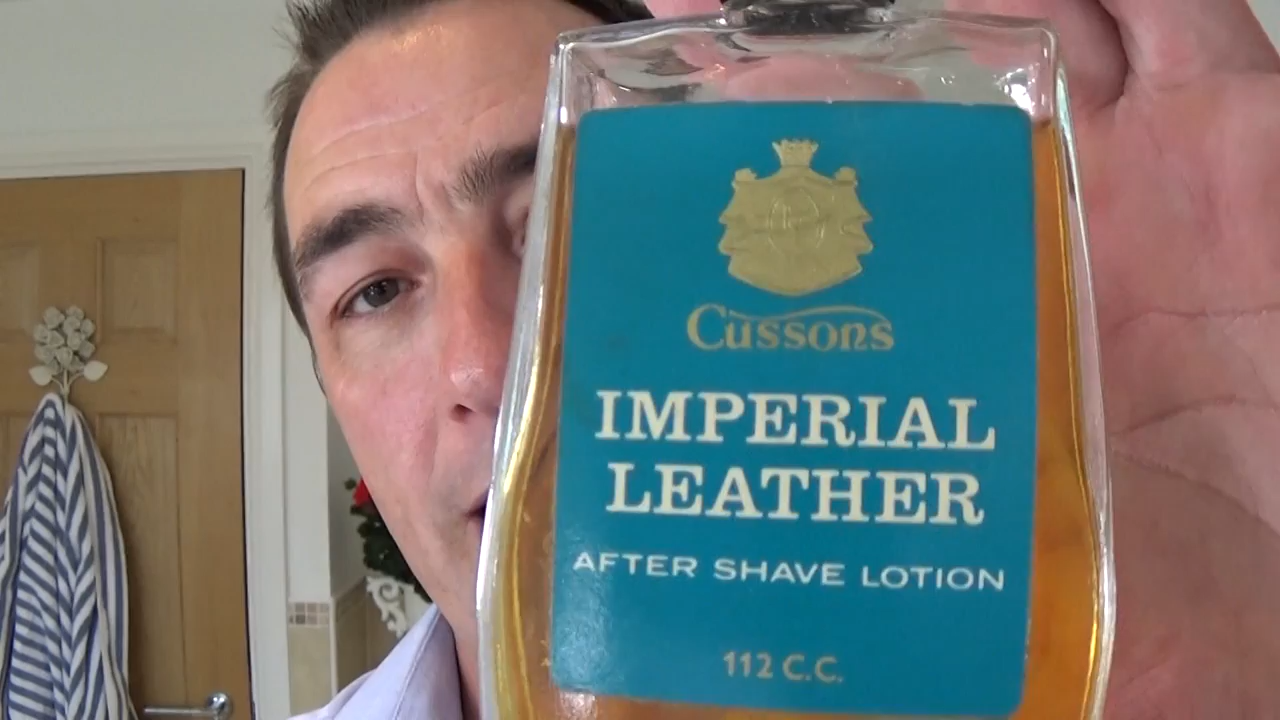 Cussons
IMPERIAL
LEATHER
AFTER SHAVE LOTION
112 C.C.